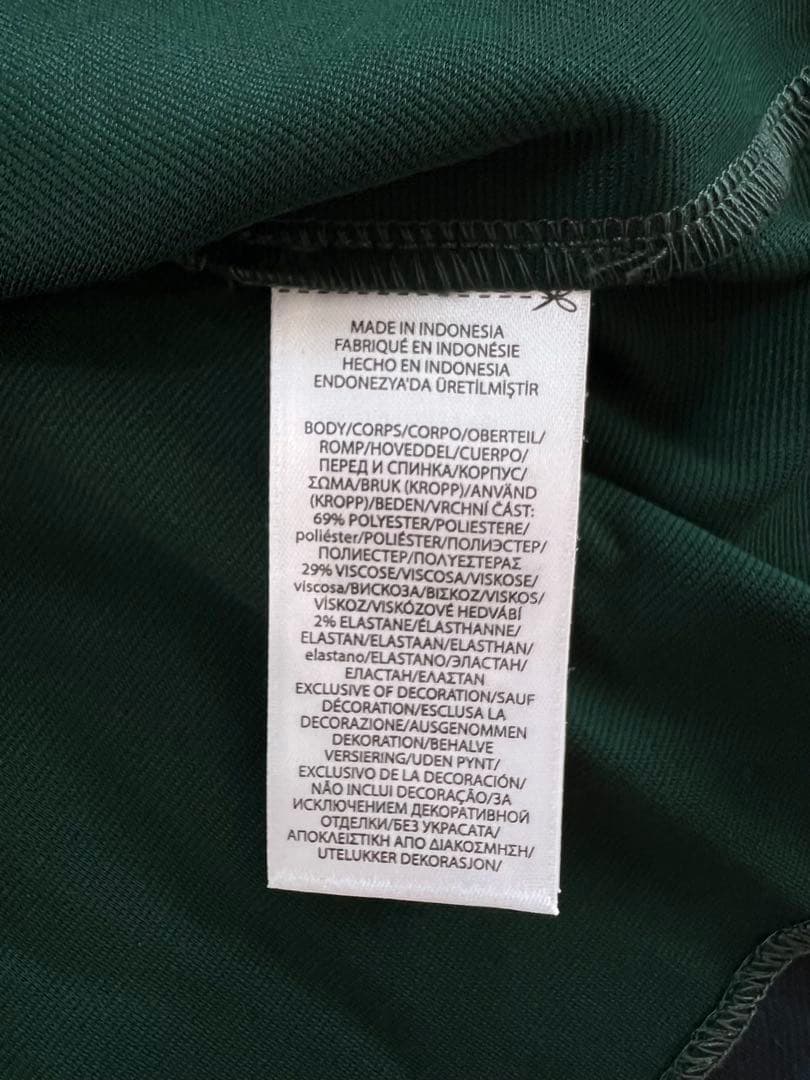 MADE IN INDONESIA
FABRIQUÉ EN INDONÉSIE
HECHO EN INDONESIA
ENDONEZYA'DA ÜRETİLMİŞTİR
BODY/CORPS/CORPO/OBERTEIL/
ROMP/HOVEDDEL/CUERPO/
ПЕРЕД И СПИНКА/КОРПУС/
ΣΩΜΑ/BRUK (KROPP)/ANVÄND
(KROPP)/BEDEN/VRCHNÍ ČÁST:
69% POLYESTER/POLIESTERE/
poliéster/POLIÉSTER/ПОЛИЭСТЕР/
ПОЛИЕСТЕР/ΠΟΛΥΕΣΤΕΡΑΣ
29% VISCOSE/VISCOSA/VISKOSE/
viscosa/ВИСКОЗА/ΒΙΣΚΟΖ/VISKOS/
VİSKOZ/VISKÓZOVÉ HEDVÁBÍ
2% ELASTANE/ÉLASTHANNE/
ELASTAN/ELASTAAN/ELASTHAN/
elastano/ELASTANO/ЭЛАСТАН/
ЕЛАСТАН/ΕΛΑΣΤΑΝ
EXCLUSIVE OF DECORATION/SAUF
DÉCORATION/ESCLUSA LA
DECORAZIONE/AUSGENOMMEN
DEKORATION/BEHALVE
VERSIERING/UDEN PYNT/
EXCLUSIVO DE LA DECORACIÓN/
NÃO INCLUI DECORAÇÃO/ЗА
ИСКЛЮЧЕНИЕМ ДЕКОРАТИВНОЙ
ОТДЕЛКИ/БЕЗ УКРАСАТА/
ΑΠΟΚΛΕΙΣΤΙΚΗ ΑΠΟ ΔΙΑΚΟΣΜΗΣΗ/
UTELUKKER DEKORASJON/